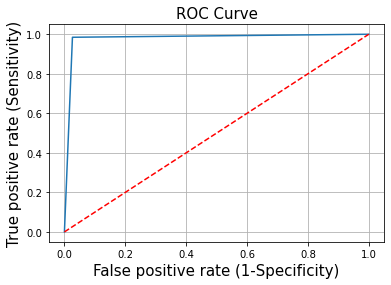 ROC Curve
True positive rate (Sensitivity)
1.0
0.8
0.6
0.4
0.2
0.0
0.0 0.2 0.4 0.6 0.8 1.0
False positive rate (1-Specificity)